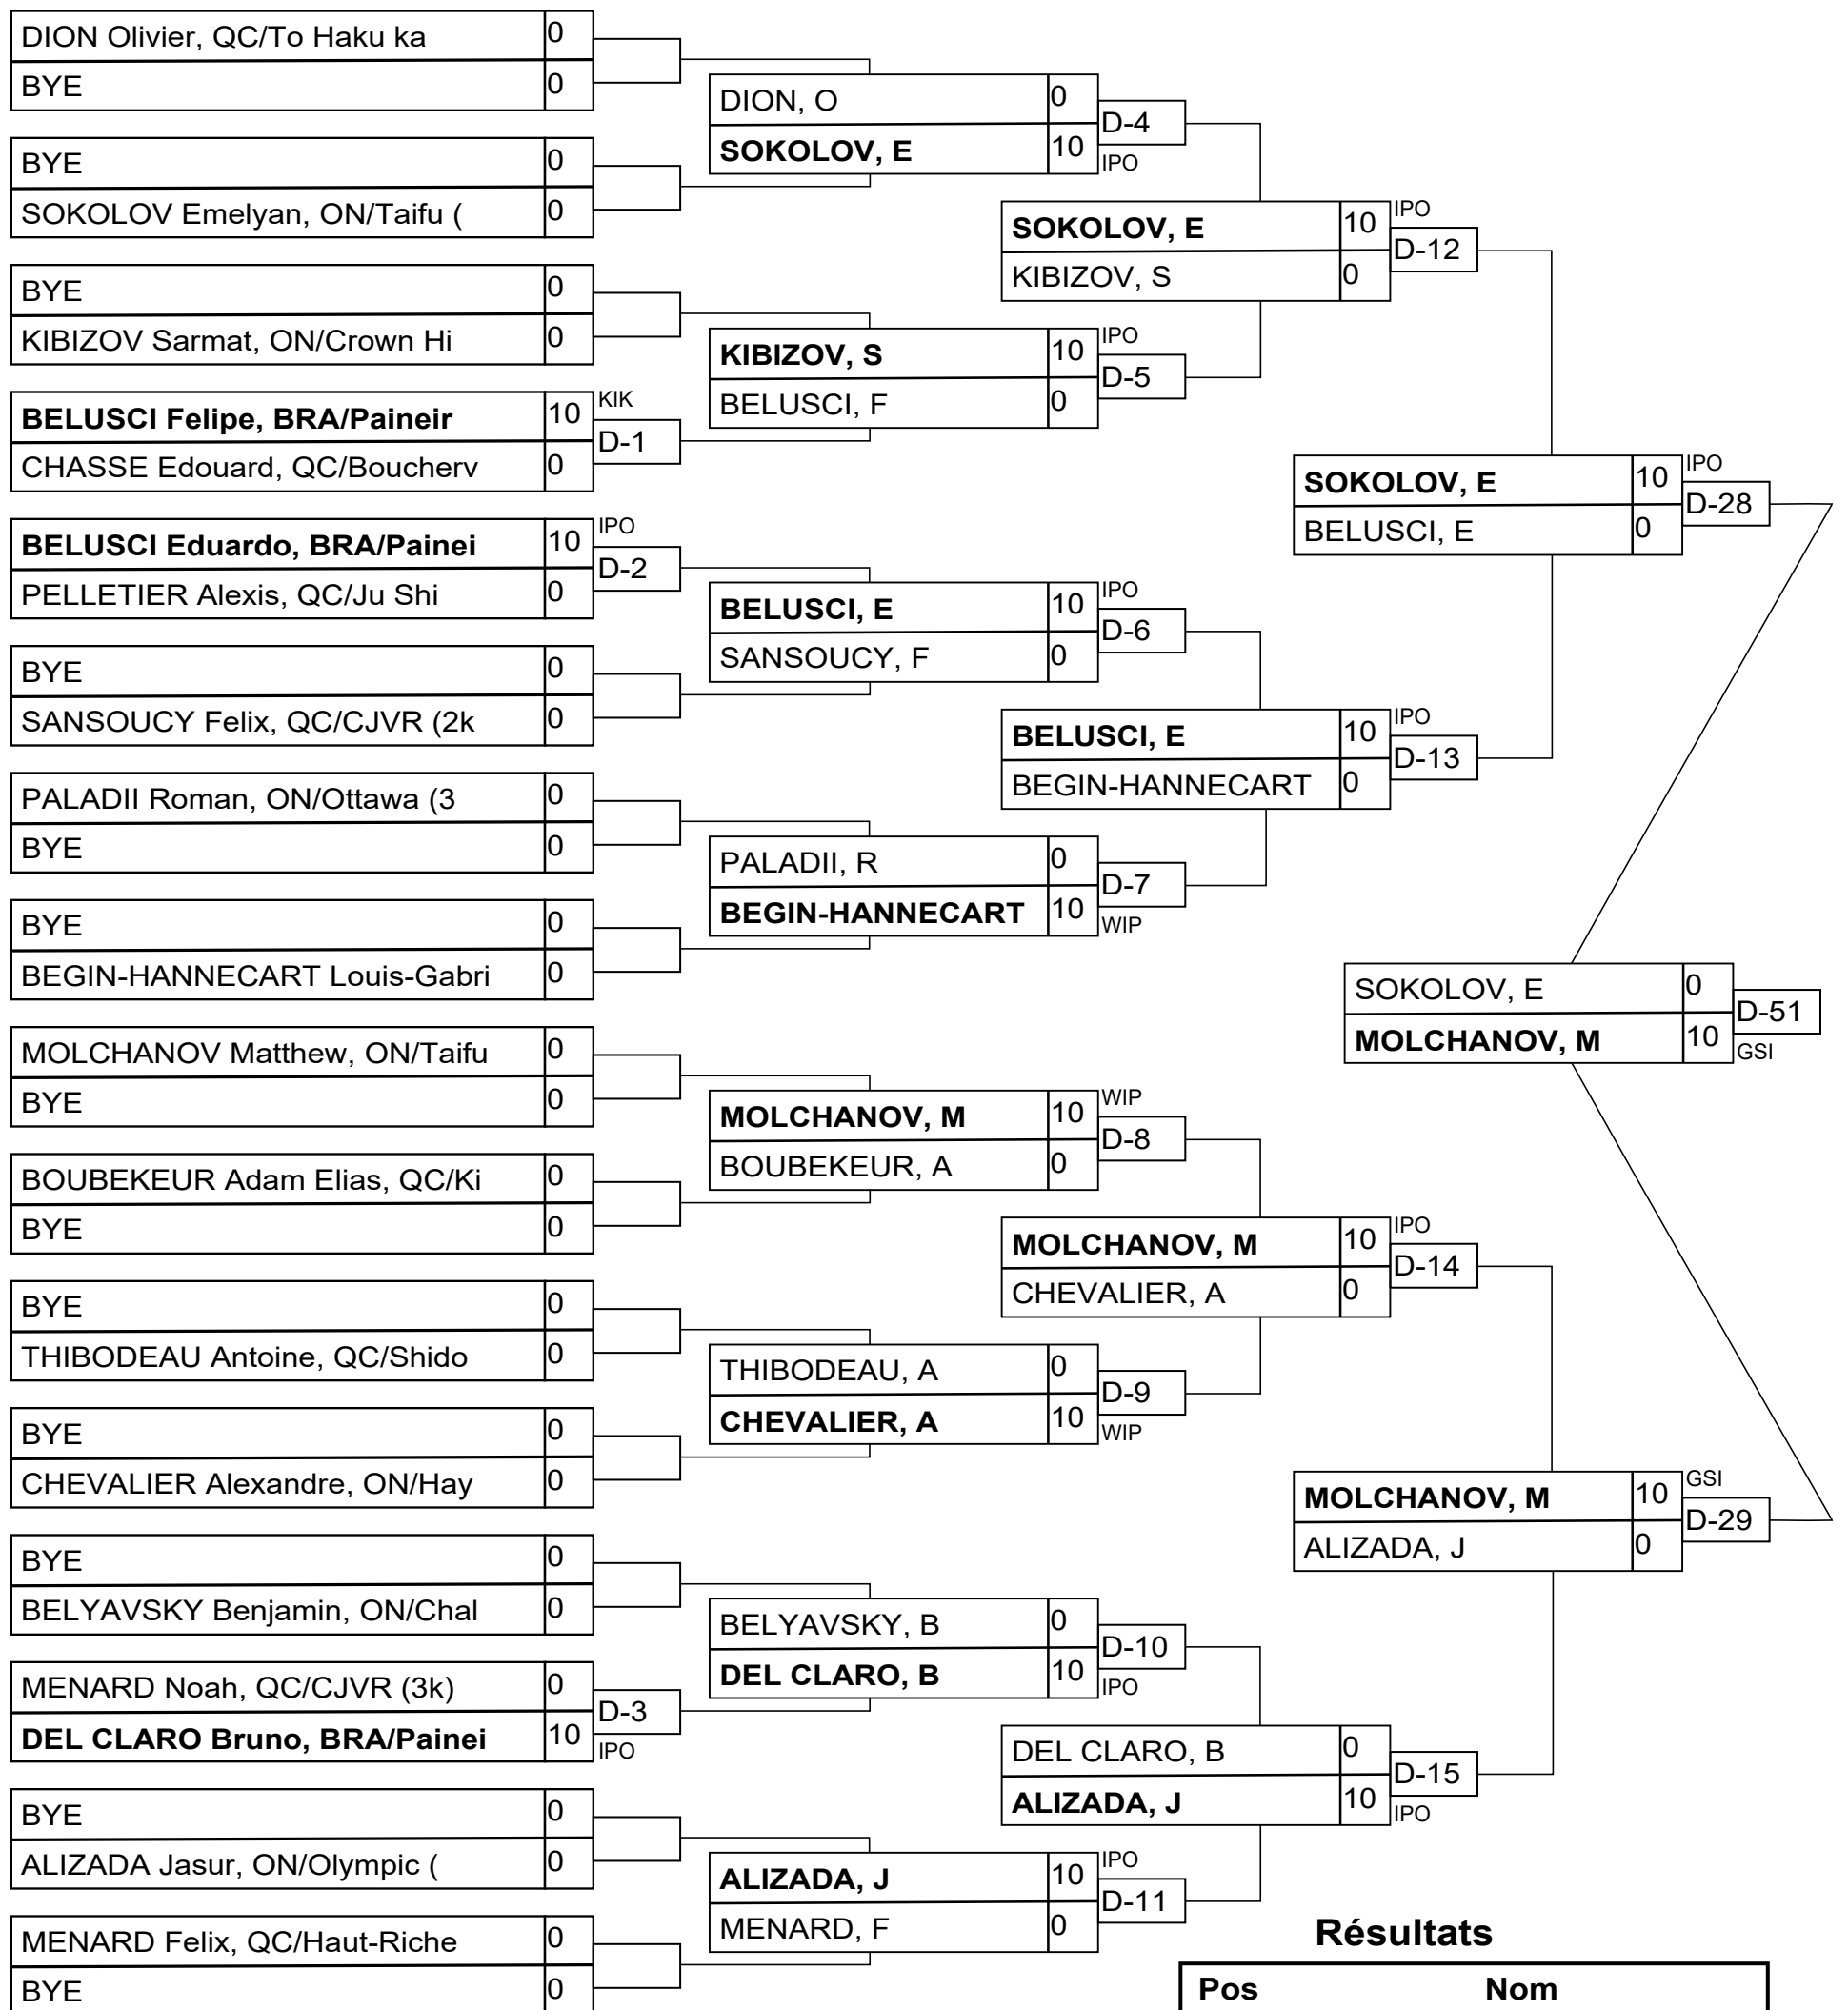 DION Olivier, QC/To Haku ka 0
BYE 0
BYE 0
SOKOLOV Emelyan, ON/Taifu ( 0
BYE 0
KIBIZOV Sarmat, ON/Crown Hi 0
BELUSCI Felipe, BRA/Paineir 10 KIK
D-1
CHASSE Edouard, QC/Boucherv 0
BELUSCI Eduardo, BRA/Painei 10 IPO
D-2
PELLETIER Alexis, QC/Ju Shi 0
BYE 0
SANSOUCY Felix, QC/CJVR (2k 0
PALADII Roman, ON/Ottawa (3 0
BYE 0
BYE 0
BEGIN-HANNECART Louis-Gabri 0
MOLCHANOV Matthew, ON/Taifu 0
BYE 0
BOUBEKEUR Adam Elias, QC/Ki 0
BYE 0
BYE 0
THIBODEAU Antoine, QC/Shido 0
BYE 0
CHEVALIER Alexandre, ON/Hay 0
BYE 0
BELYAVSKY Benjamin, ON/Chal 0
MENARD Noah, QC/CJVR (3k) 0
D-3
DEL CLARO Bruno, BRA/Painei 10 IPO
BYE 0
ALIZADA Jasur, ON/Olympic ( 0
MENARD Felix, QC/Haut-Riche 0
BYE 0
DION, O 0
D-4
SOKOLOV, E 10 IPO
KIBIZOV, S 10 IPO
D-5
BELUSCI, F 0
BELUSCI, E 10 IPO
D-6
SANSOUCY, F 0
PALADII, R 0
D-7
BEGIN-HANNECART 10 WIP
MOLCHANOV, M 10 WIP
D-8
BOUBEKEUR, A 0
THIBODEAU, A 0
D-9
CHEVALIER, A 10 WIP
BELYAVSKY, B 0
D-10
DEL CLARO, B 10 IPO
ALIZADA, J 10 IPO
D-11
MENARD, F 0
SOKOLOV, E 10 IPO
D-12
KIBIZOV, S 0
BELUSCI, E 10 IPO
D-13
BEGIN-HANNECART 0
MOLCHANOV, M 10 IPO
D-14
CHEVALIER, A 0
DEL CLARO, B 0
D-15
ALIZADA, J 10 IPO
SOKOLOV, E 10 IPO
D-28
BELUSCI, E 0
MOLCHANOV, M 10 GSI
D-29
ALIZADA, J 0
SOKOLOV, E 0
D-51
MOLCHANOV, M 10 GSI
Résultats
Pos Nom